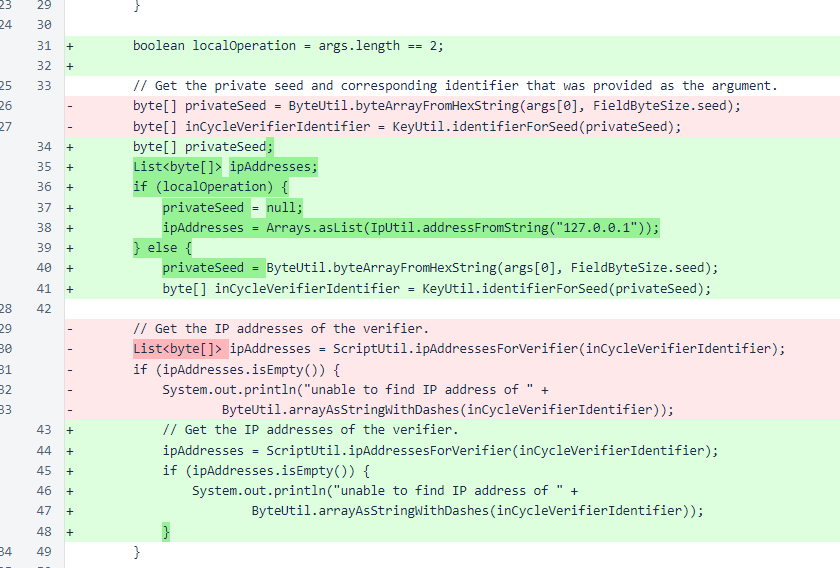 23 29 }
24 30
31 + boolean localOperation = args.length == 2;
32 +
25 33 // Get the private seed and corresponding identifier that was provided as the argument.
26 - byte[] privateSeed = ByteUtil.byteArrayFromHexString(args[0], FieldByteSize.seed);
27 - byte[] inCycleVerifierIdentifier = KeyUtil.identifierForSeed(privateSeed);
34 + byte[] privateSeed;
35 + List<byte[]> ipAddresses;
36 + if (localOperation) {
37 + privateSeed = null;
38 + ipAddresses = Arrays.asList(IpUtil.addressFromString("127.0.0.1"));
39 + } else {
40 + privateSeed = ByteUtil.byteArrayFromHexString(args[0], FieldByteSize.seed);
41 + byte[] inCycleVerifierIdentifier = KeyUtil.identifierForSeed(privateSeed);
28 42
29 - // Get the IP addresses of the verifier.
30 - List<byte[]> ipAddresses = ScriptUtil.ipAddressesForVerifier(inCycleVerifierIdentifier);
31 - if (ipAddresses.isEmpty()) {
32 - System.out.println("unable to find IP address of " +
33 - ByteUtil.arrayAsStringWithDashes(inCycleVerifierIdentifier));
43 + // Get the IP addresses of the verifier.
44 + ipAddresses = ScriptUtil.ipAddressesForVerifier(inCycleVerifierIdentifier);
45 + if (ipAddresses.isEmpty()) {
46 + System.out.println("unable to find IP address of " +
47 + ByteUtil.arrayAsStringWithDashes(inCycleVerifierIdentifier));
48 + }
34 49 }